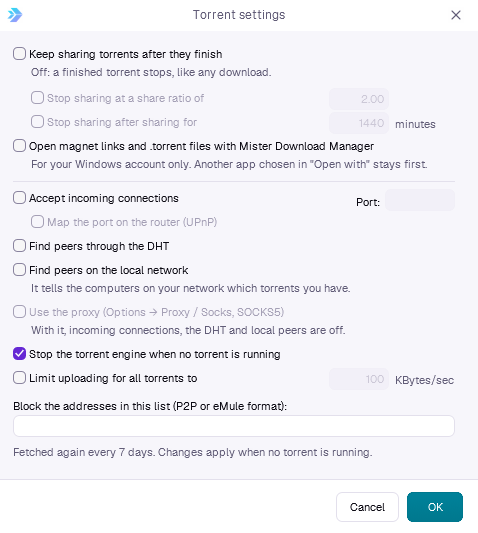 Torrent settings
Keep sharing torrents after they finish
Off: a finished torrent stops, like any download.
Stop sharing at a share ratio of 2.00
Stop sharing after sharing for 1440 minutes
Open magnet links and .torrent files with Mister Download Manager
For your Windows account only. Another app chosen in "Open with" stays first.
Accept incoming connections Port:
Map the port on the router (UPnP)
Find peers through the DHT
Find peers on the local network
It tells the computers on your network which torrents you have.
Use the proxy (Options → Proxy / Socks, SOCKS5)
With it, incoming connections, the DHT and local peers are off.
Stop the torrent engine when no torrent is running
Limit uploading for all torrents to 100 KBytes/sec
Block the addresses in this list (P2P or eMule format):
Fetched again every 7 days. Changes apply when no torrent is running.
Cancel OK